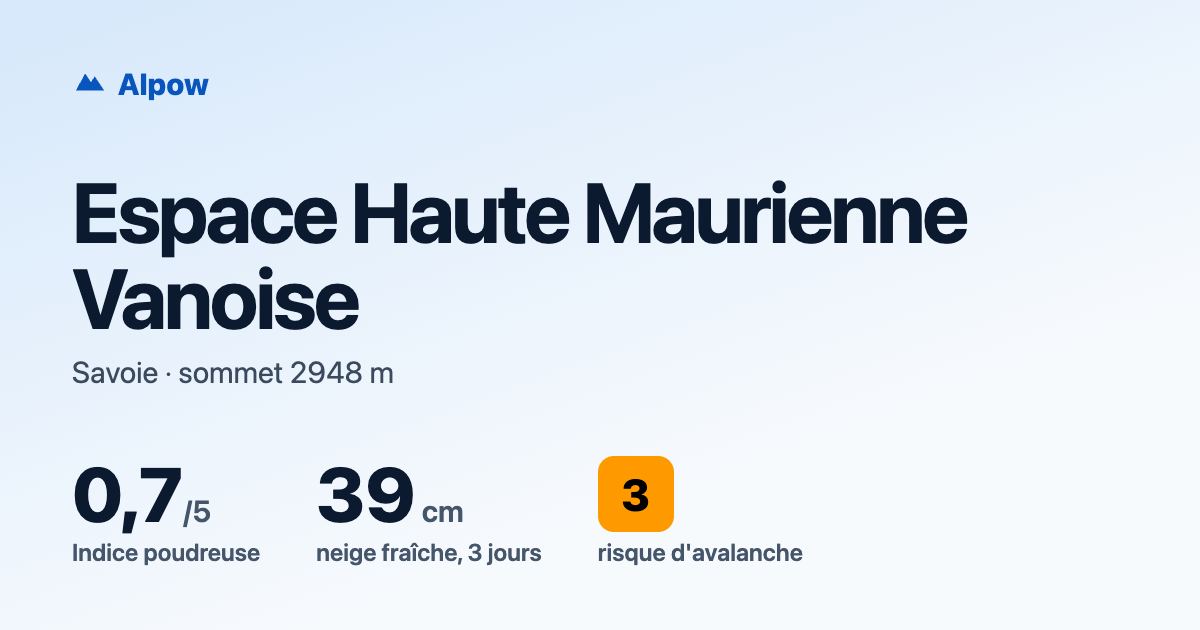 Alpow
Espace Haute Maurienne
Vanoise
Savoie · sommet 2948 m
0,7/5
Indice poudreuse
39 cm
neige fraîche, 3 jours
3
risque d'avalanche